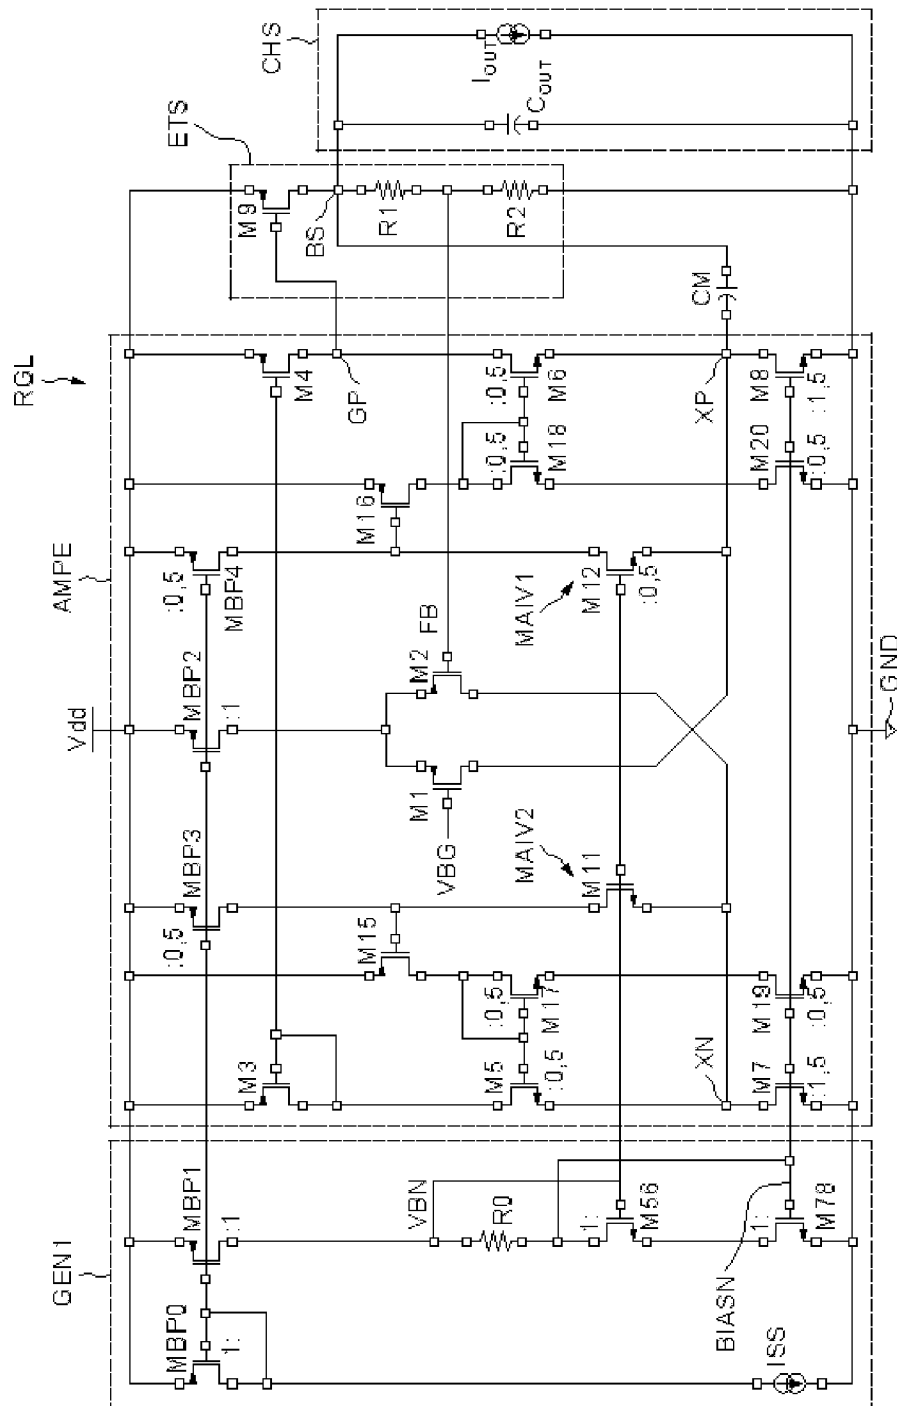 RGL
GEN1
AMPE
Vdd
ETS
CHS
MBP0
1:
MBP1
:1
MBP3
:0,5
MBP2
:1
MBP4
:0,5
M9
M3
M4
BS
GP
M15
M16
R1
VBG
M1
M2
FB
VBN
R0
M5
:0,5
M17
:0,5
M18
:0,5
M6
:0,5
R2
IOUT
COUT
MAIV2
MAIV1
1:
M56
M11
M12
:0,5
XN
XP
CM
BIASN
ISS
1:
M78
M7
:1,5
M19
:0,5
M20
:0,5
M8
:1,5
GND